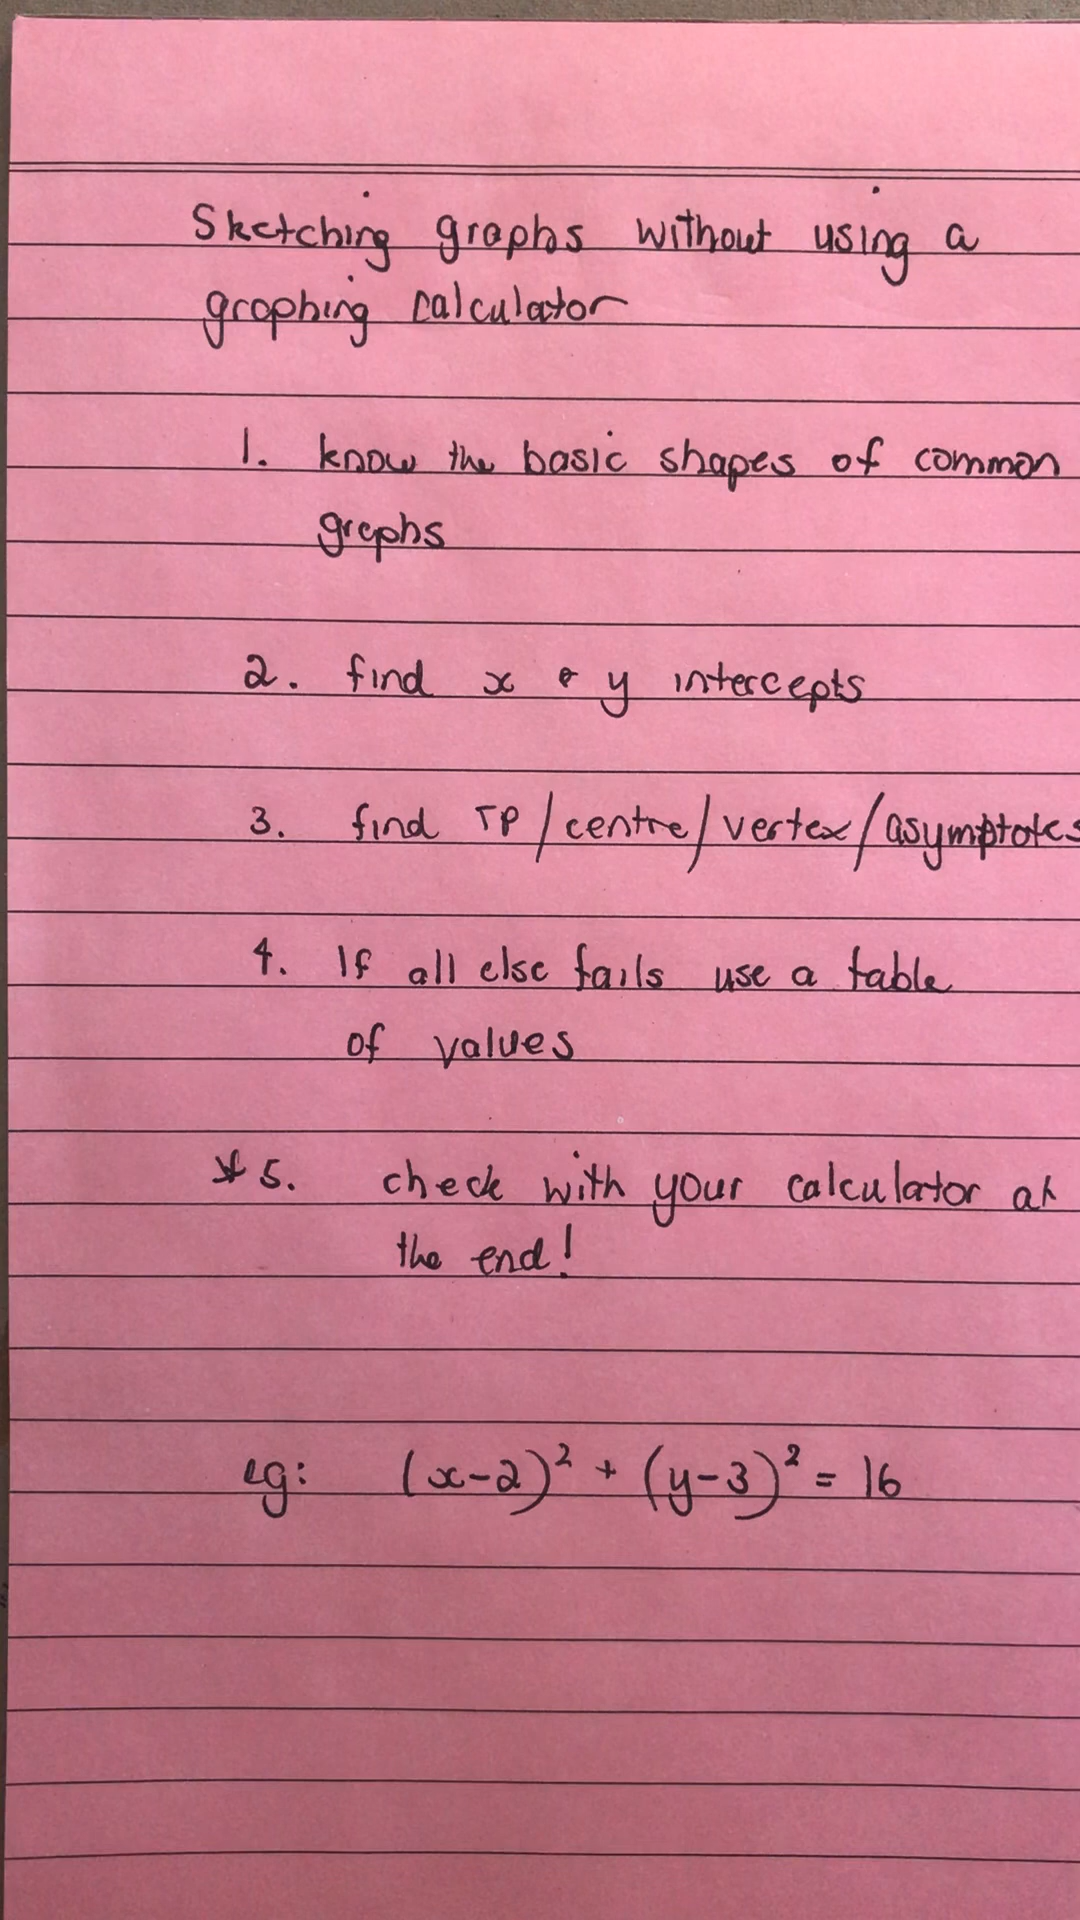 Sketching graphs without using a
graphing calculator
1. know the basic shapes of common
graphs
2. find x & y intercepts
3. find TP/centre/vertex/asymptotes
4. If all else fails use a table
of values
* 5. check with your calculator at
the end!
eg: (x-2)² + (y-3)² = 16